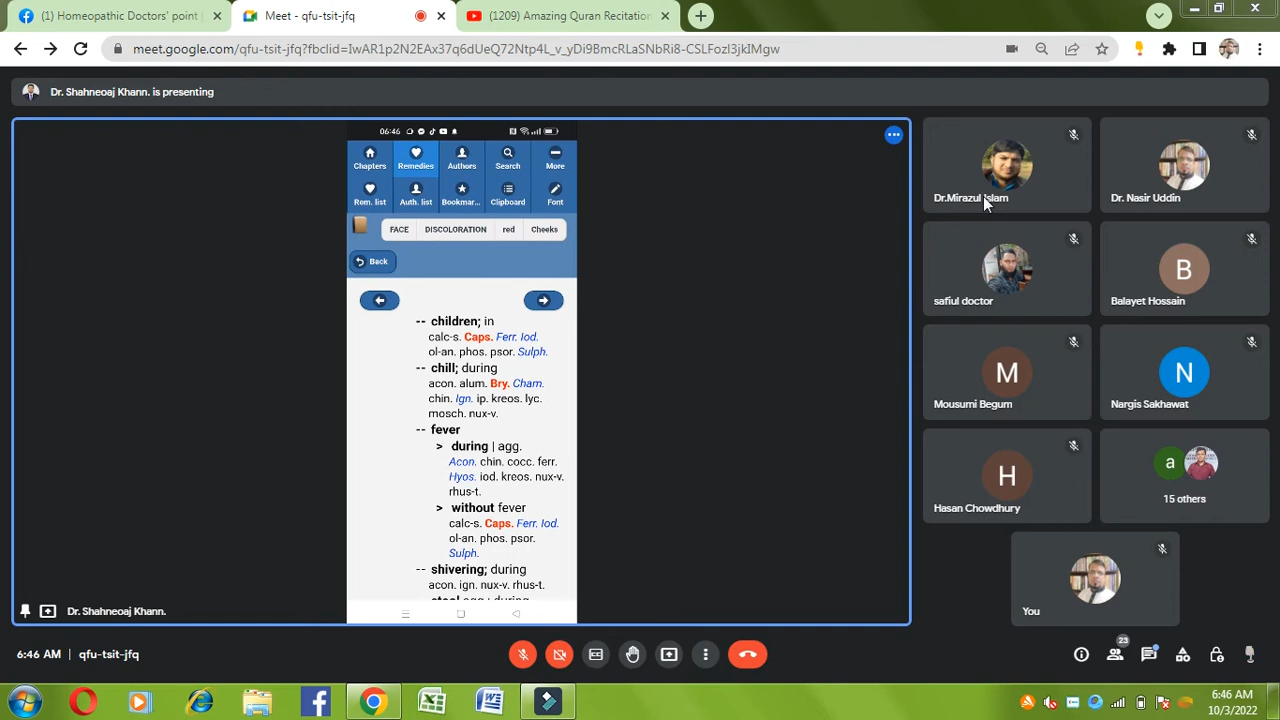 (1) Homeopathic Doctors' point |
Meet - qfu-tsit-jfq
(1209) Amazing Quran Recitation
meet.google.com/qfu-tsit-jfq?fbclid=IwAR1p2N2EAx37q6dUeQ72Nfp4L_v_yDi9BmcRLaSNbRi8-CSLFozI3jkIMgw
Dr. Shahneoaj Khann. is presenting
06:46
Chapters
Remedies
Authors
Search
More
Rem. list
Auth. list
Bookmar...
Clipboard
Font
FACE
DISCOLORATION
red
Cheeks
Back
-- children; in
calc-s. Caps. Ferr. Iod.
ol-an. phos. psor. Sulph.
-- chill; during
acon. alum. Bry. Cham.
chin. Ign. ip. kreos. lyc.
mosch. nux-v.
-- fever
> during | agg.
Acon. chin. cocc. ferr.
Hyos. iod. kreos. nux-v.
rhus-t.
> without fever
calc-s. Caps. Ferr. Iod.
ol-an. phos. psor.
Sulph.
-- shivering; during
acon. ign. nux-v. rhus-t.
Dr. Shahneoaj Khann.
Dr.Mirazul Islam
Dr. Nasir Uddin
safiul doctor
B
Balayet Hossain
M
Mousumi Begum
N
Nargis Sakhawat
H
Hasan Chowdhury
a
15 others
You
6:46 AM | qfu-tsit-jfq
23
6:46 AM
10/3/2022